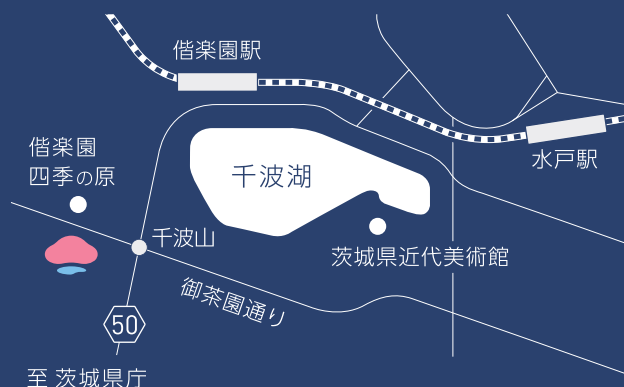 偕楽園駅
偕楽園
四季の原
水戸駅
千波湖
千波山
茨城県近代美術館
御茶園通り
50
至 茨城県庁